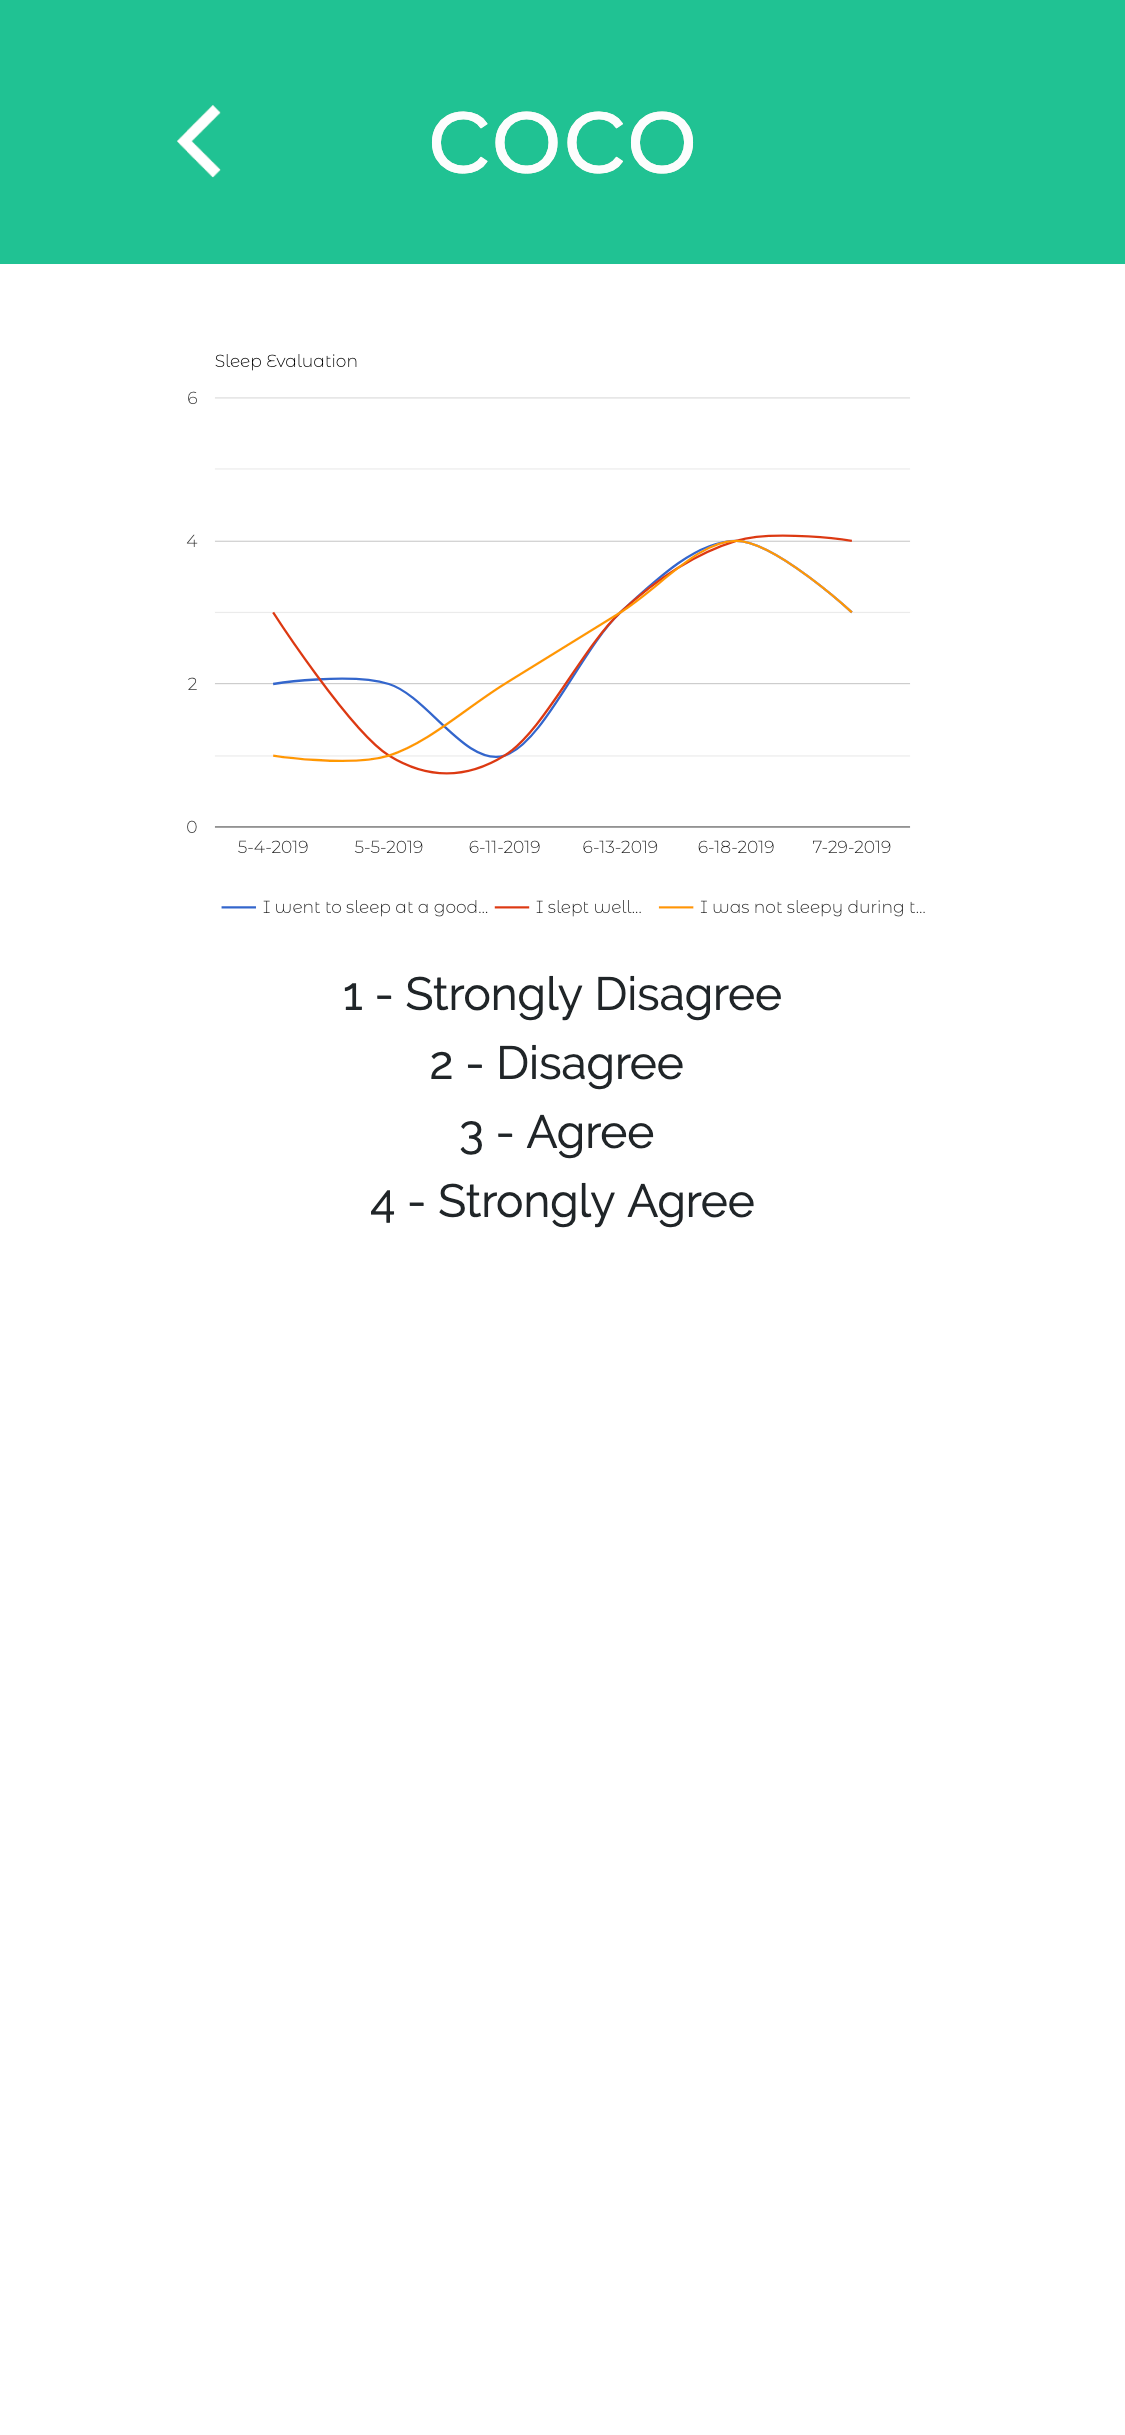 COCO
Sleep Evaluation
6
4
2
0
5-4-2019 5-5-2019 6-11-2019 6-13-2019 6-18-2019 7-29-2019
I went to sleep at a good... I slept well... I was not sleepy during t...
1 - Strongly Disagree
2 - Disagree
3 - Agree
4 - Strongly Agree